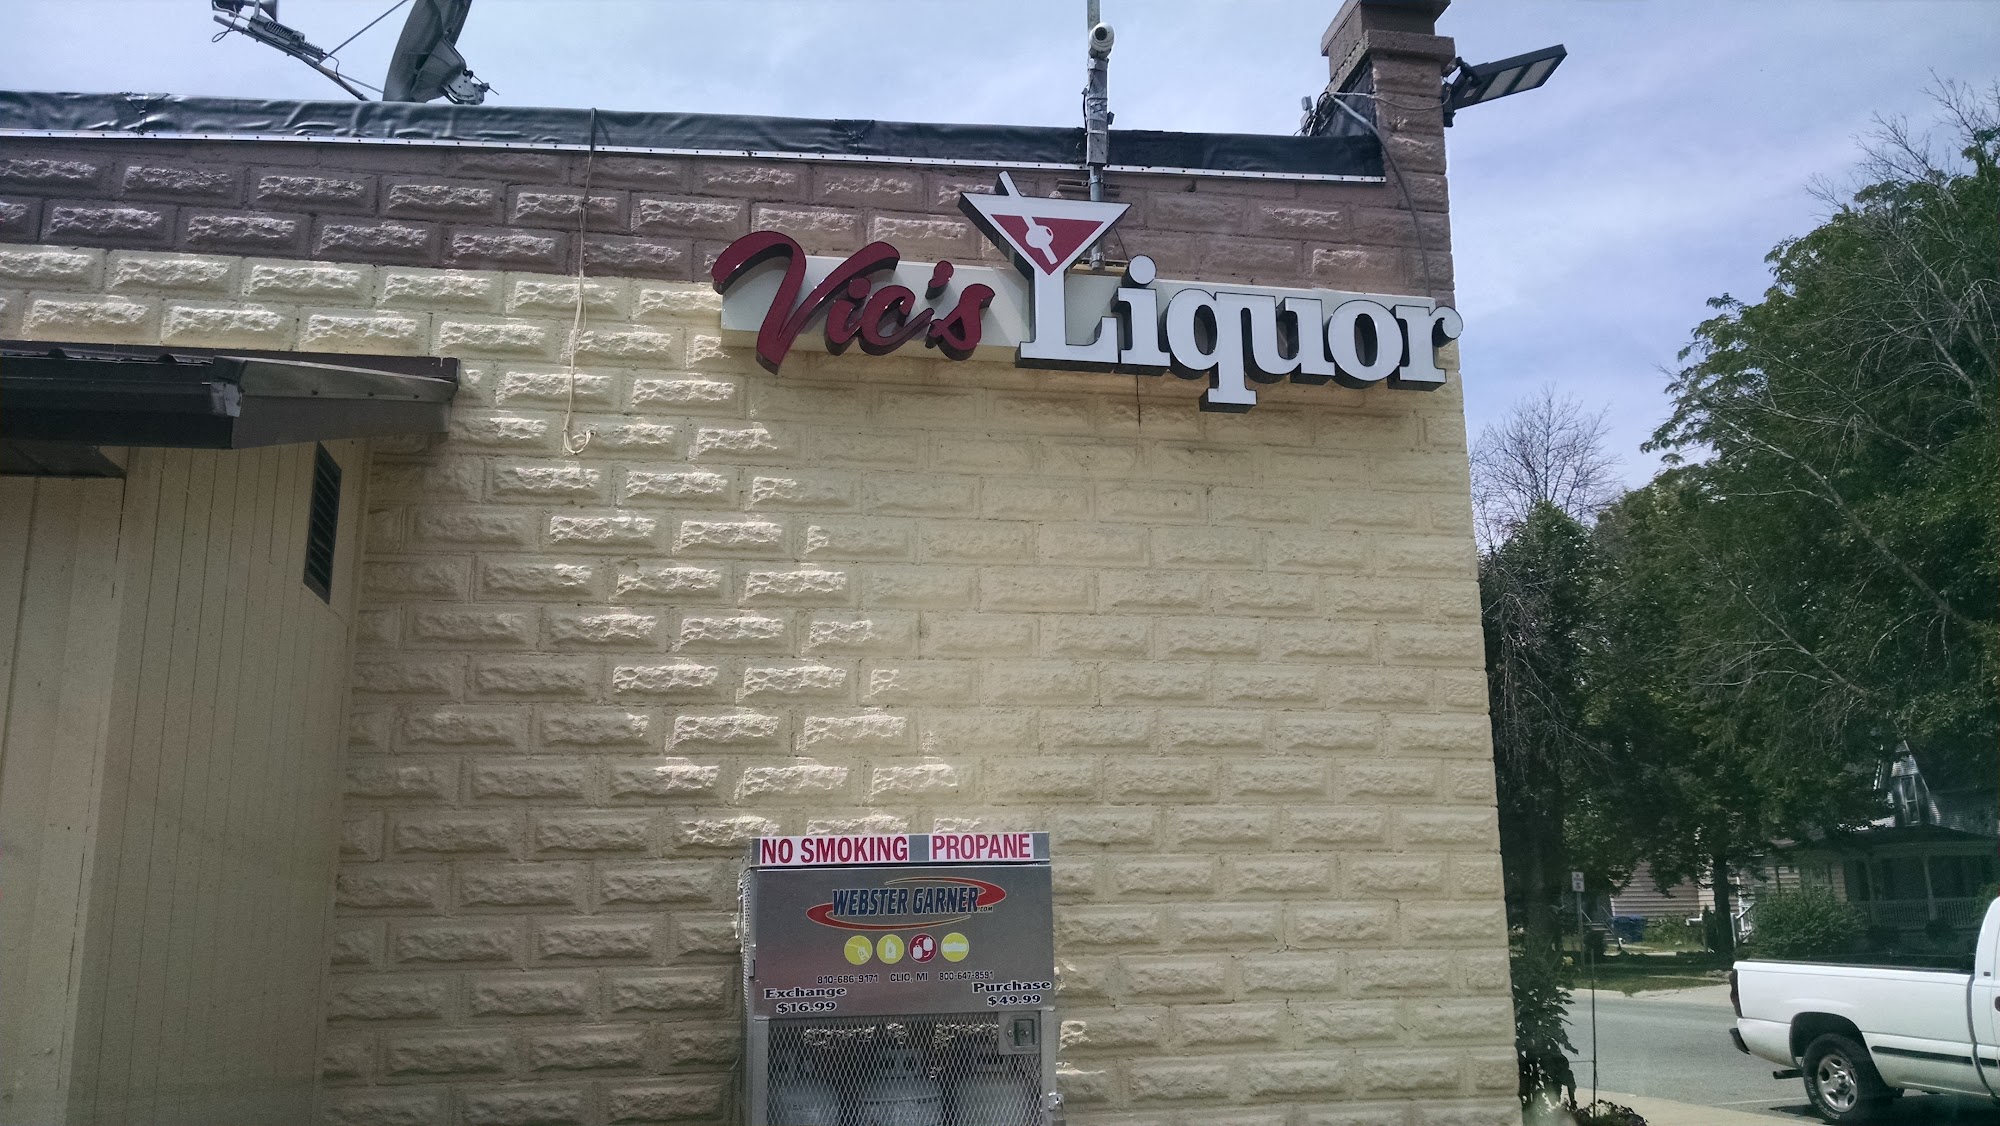 Vic's Liquor
NO SMOKING PROPANE
WEBSTER GARNER
.COM
810-686-9171 CLIO, MI 800-647-8591
Exchange Purchase
$16.99 $49.99